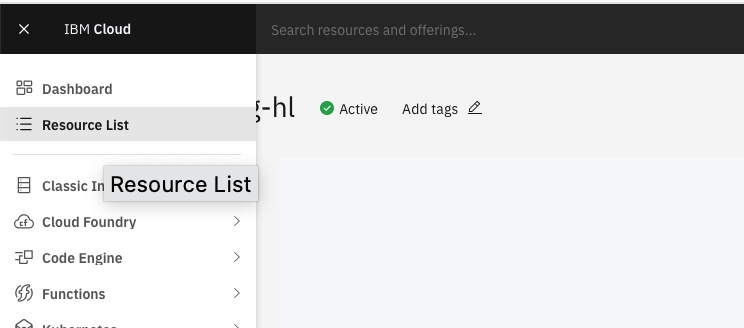 IBM Cloud
Search resources and offerings...
Dashboard
g-hl
Active
Add tags
Resource List
Classic In
Resource List
Cloud Foundry
Code Engine
Functions
Kubernetes